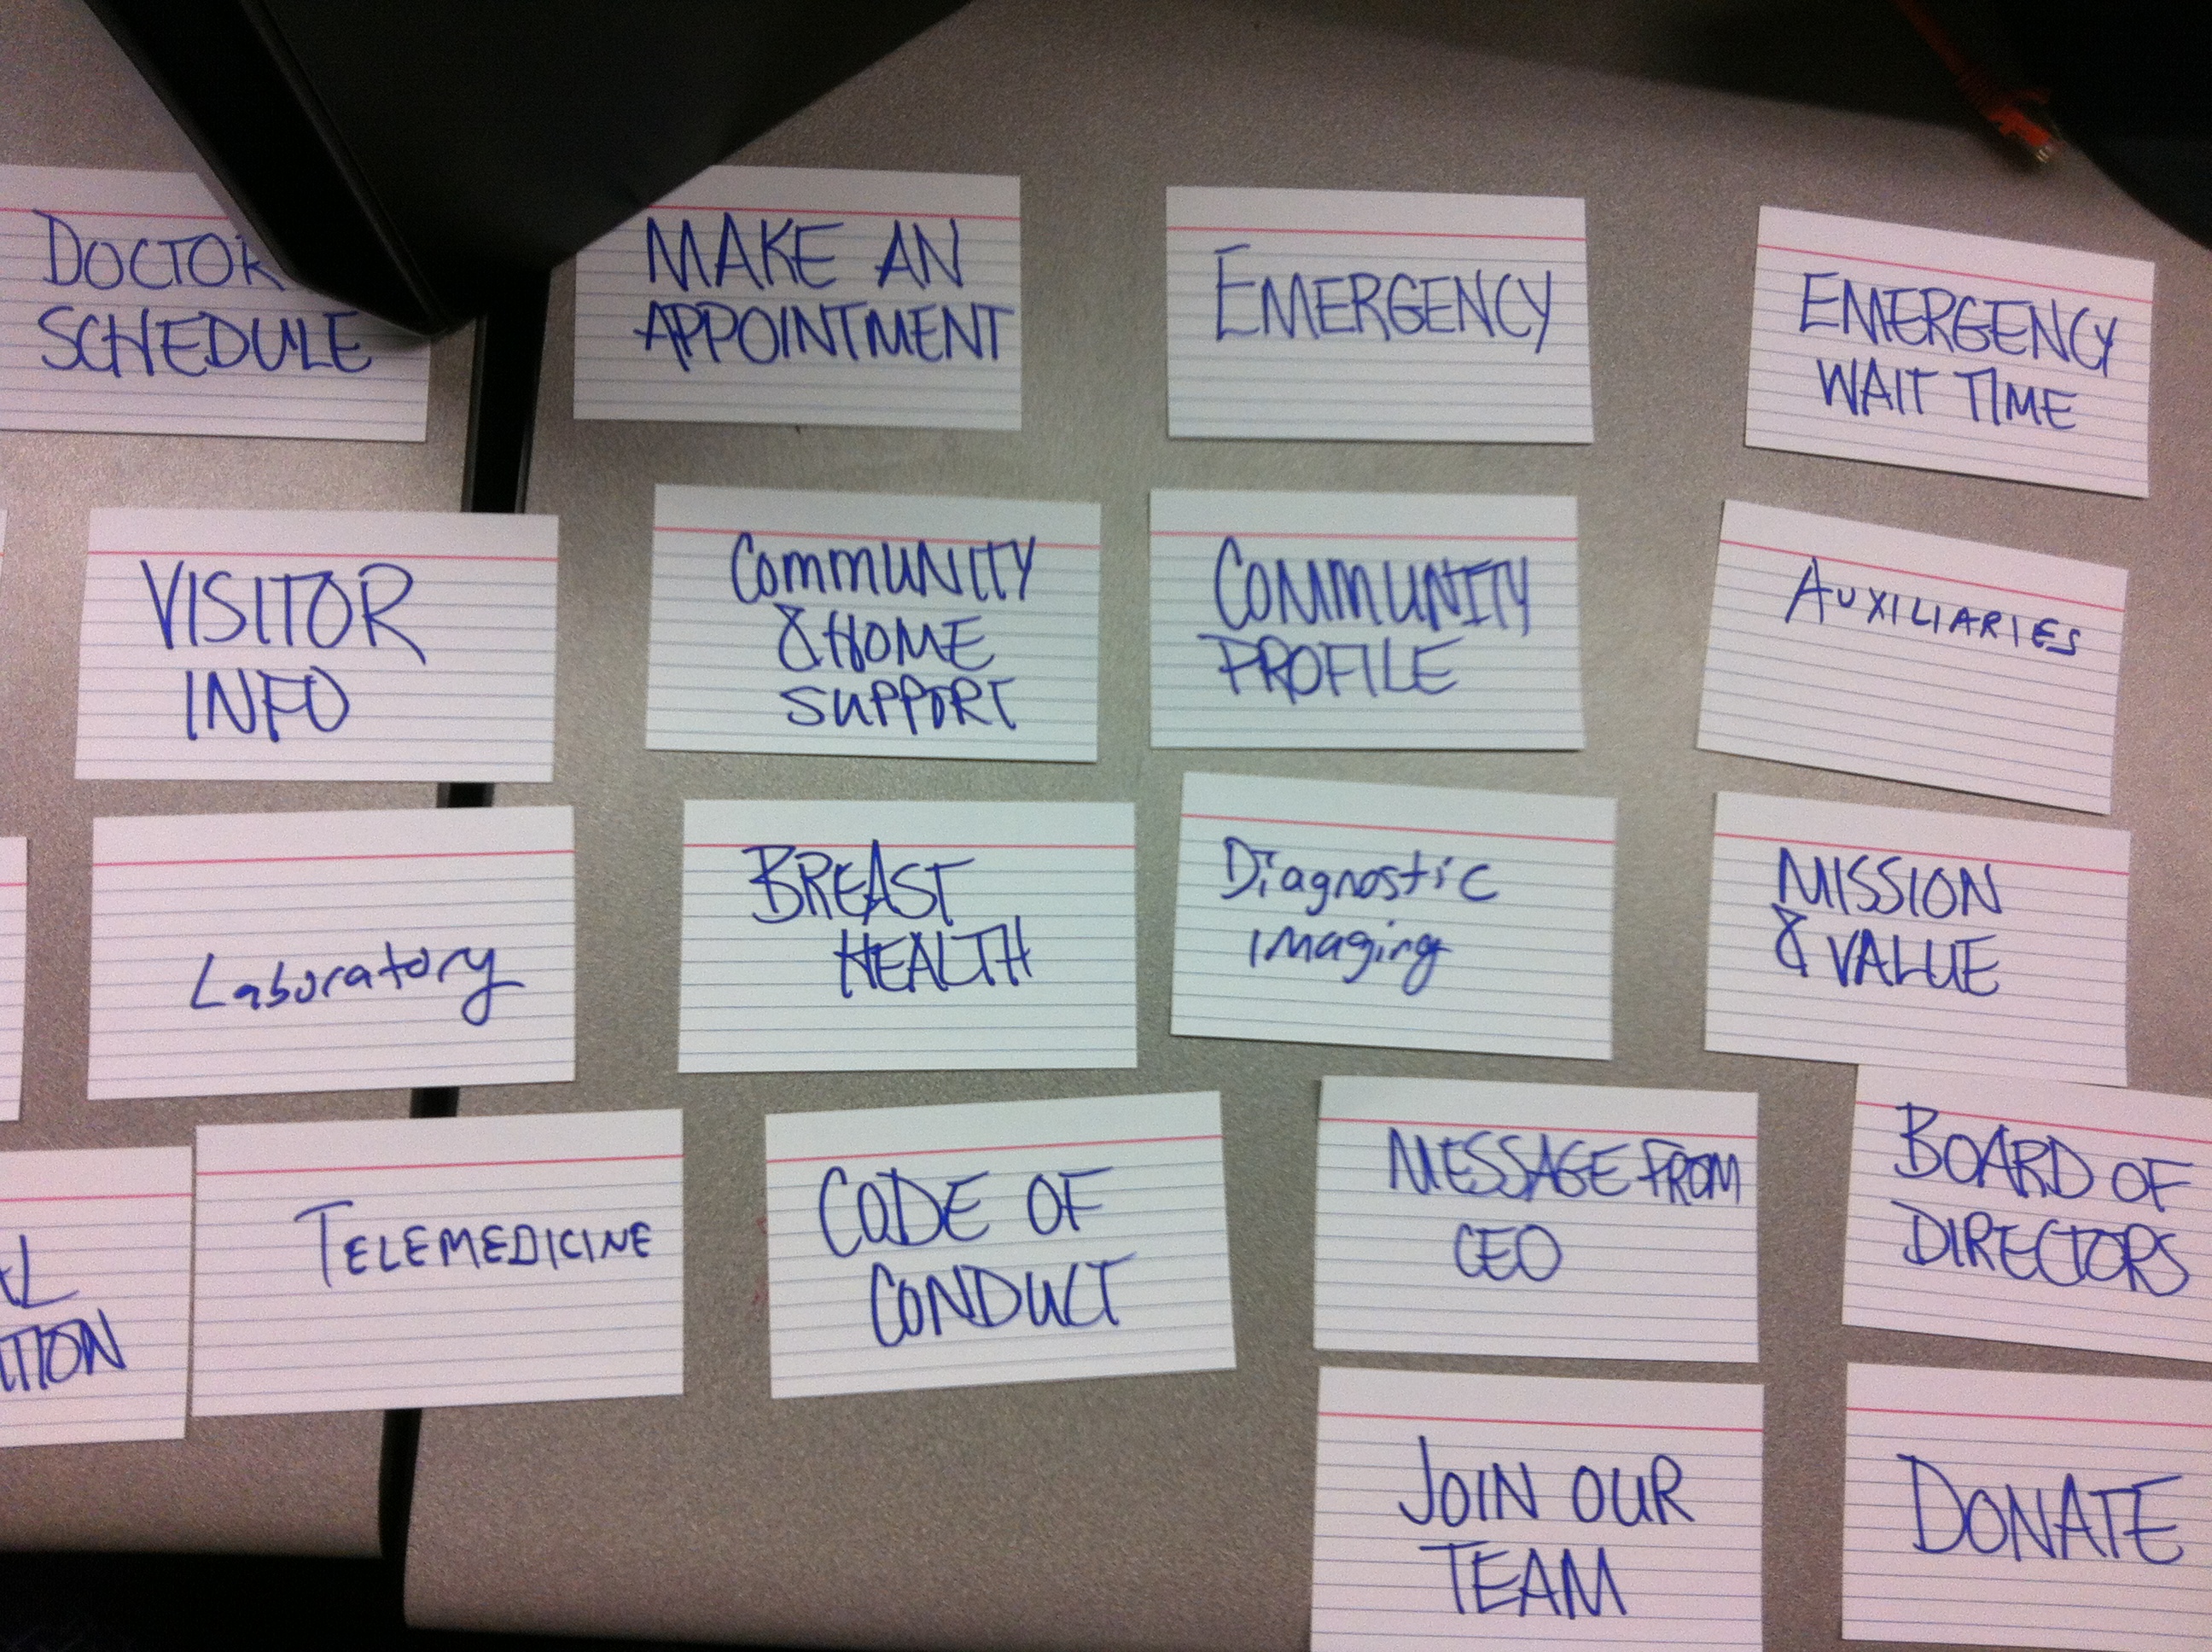 DOCTOR
SCHEDULE
MAKE AN
APPOINTMENT
EMERGENCY
EMERGENCY
WAIT TIME
VISITOR
INFO
COMMUNITY
& HOME
SUPPORT
COMMUNITY
PROFILE
AUXILIARIES
Laboratory
BREAST
HEALTH
Diagnostic
Imaging
MISSION
& VALUE
TELEMEDICINE
CODE OF
CONDUCT
MESSAGE FROM
CEO
BOARD OF
DIRECTORS
JOIN OUR
TEAM
DONATE